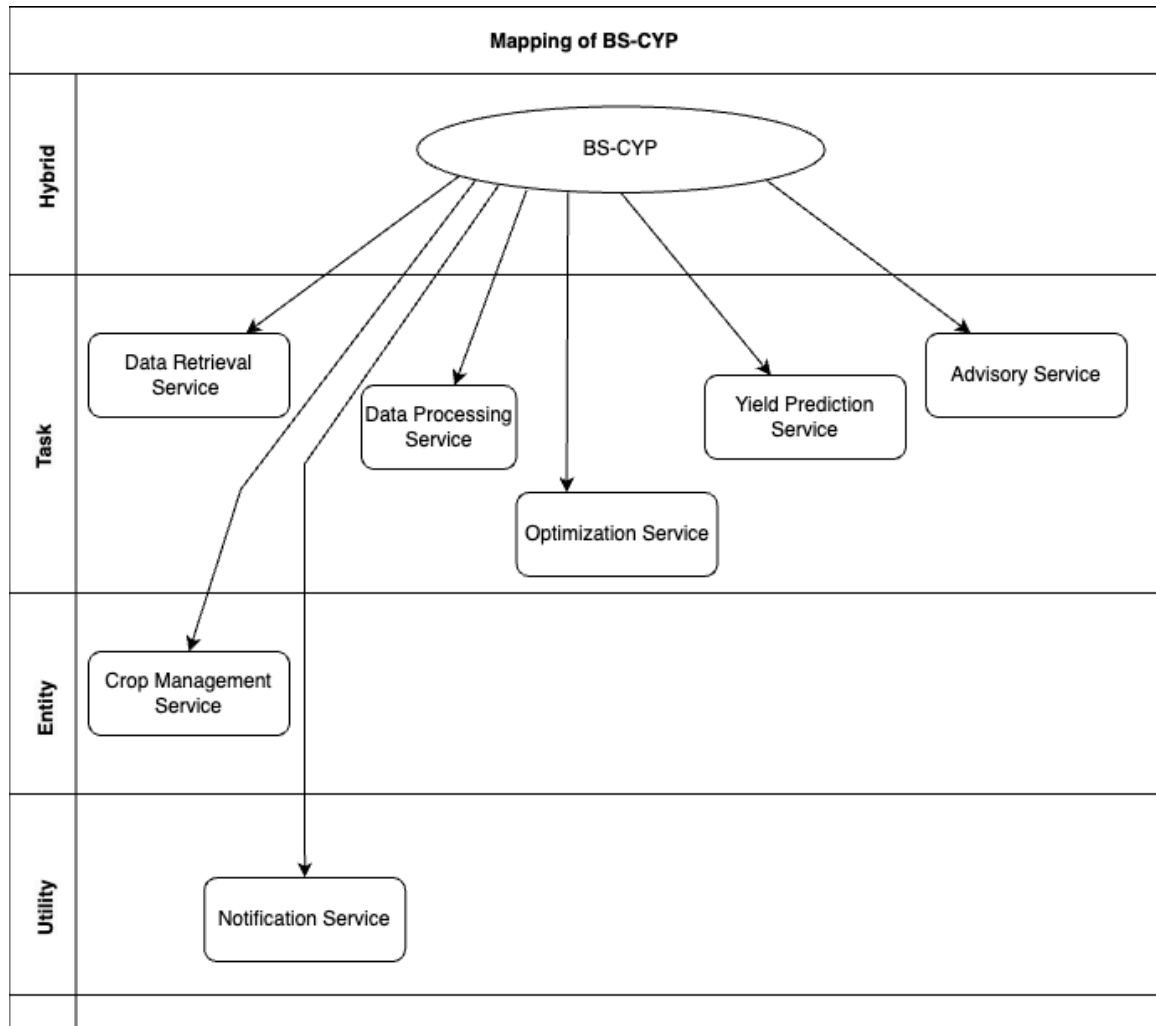 Mapping of BS-CYP
Hybrid
BS-CYP
Task
Data Retrieval
Service
Data Processing
Service
Optimization Service
Yield Prediction
Service
Advisory Service
Entity
Crop Management
Service
Utility
Notification Service